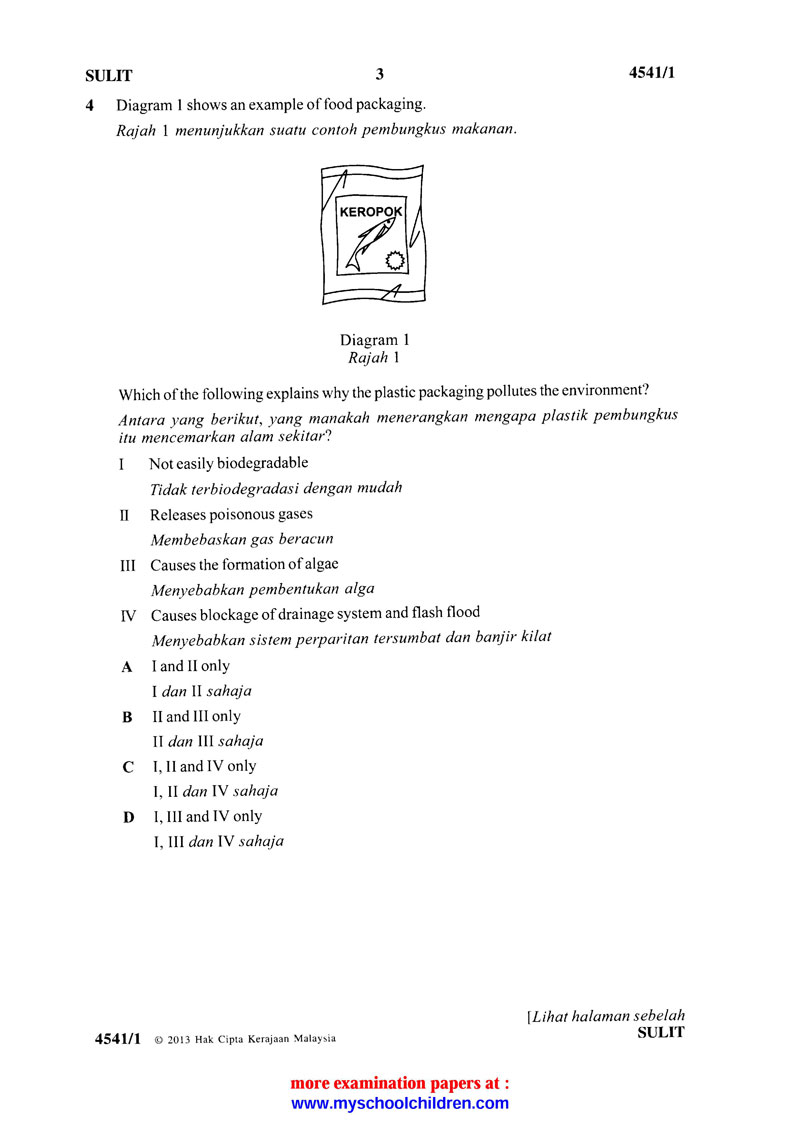 SULIT 3 4541/1
4 Diagram 1 shows an example of food packaging.
Rajah 1 menunjukkan suatu contoh pembungkus makanan.
KEROPOK
Diagram 1
Rajah 1
Which of the following explains why the plastic packaging pollutes the environment?
Antara yang berikut, yang manakah menerangkan mengapa plastik pembungkus
itu mencemarkan alam sekitar?
I Not easily biodegradable
Tidak terbiodegradasi dengan mudah
II Releases poisonous gases
Membebaskan gas beracun
III Causes the formation of algae
Menyebabkan pembentukan alga
IV Causes blockage of drainage system and flash flood
Menyebabkan sistem perparitan tersumbat dan banjir kilat
A I and II only
I dan II sahaja
B II and III only
II dan III sahaja
C I, II and IV only
I, II dan IV sahaja
D I, III and IV only
I, III dan IV sahaja
[Lihat halaman sebelah
4541/1 © 2013 Hak Cipta Kerajaan Malaysia SULIT
more examination papers at :
www.myschoolchildren.com